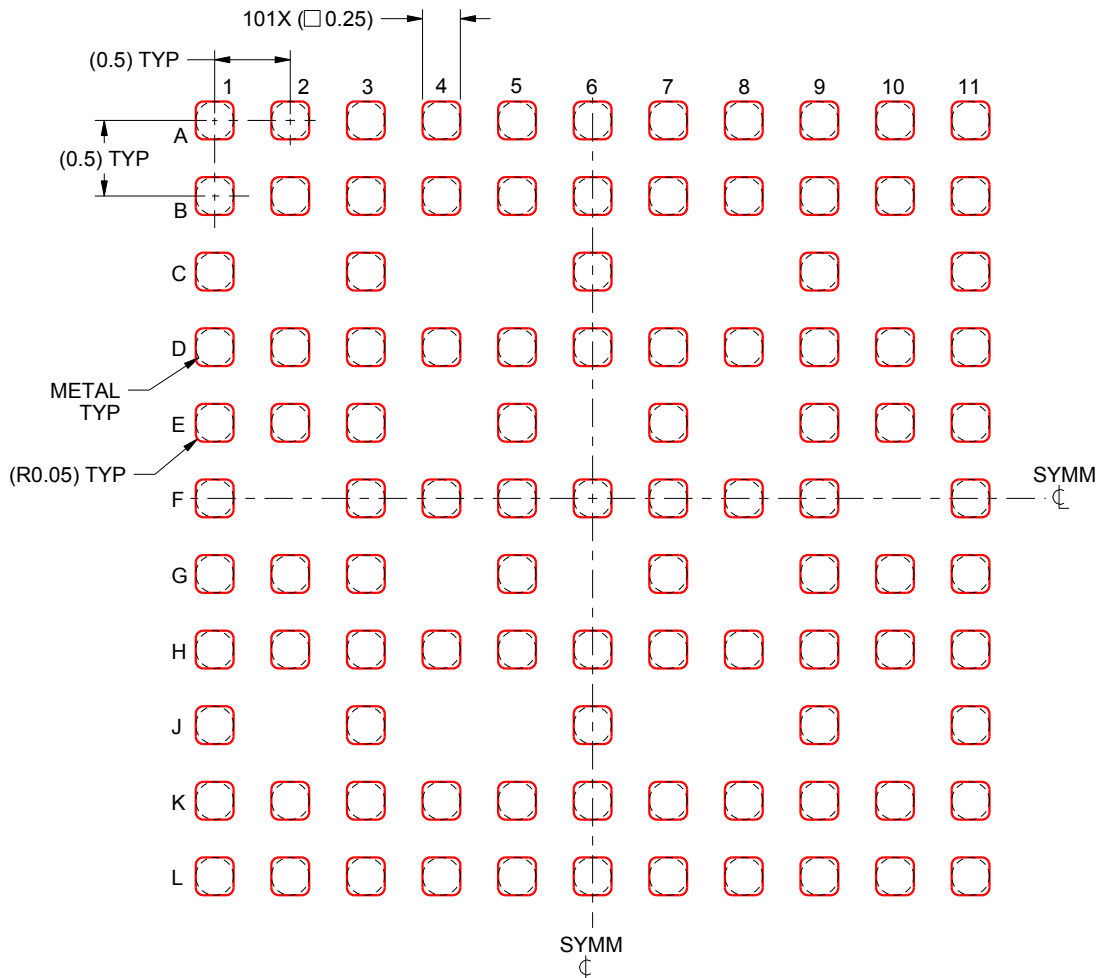 101X (□ 0.25)
(0.5) TYP
1 2 3 4 5 6 7 8 9 10 11
A
(0.5) TYP
B
C
D
METAL
TYP
E
(R0.05) TYP
F
SYMM
℄
G
H
J
K
L
SYMM
℄